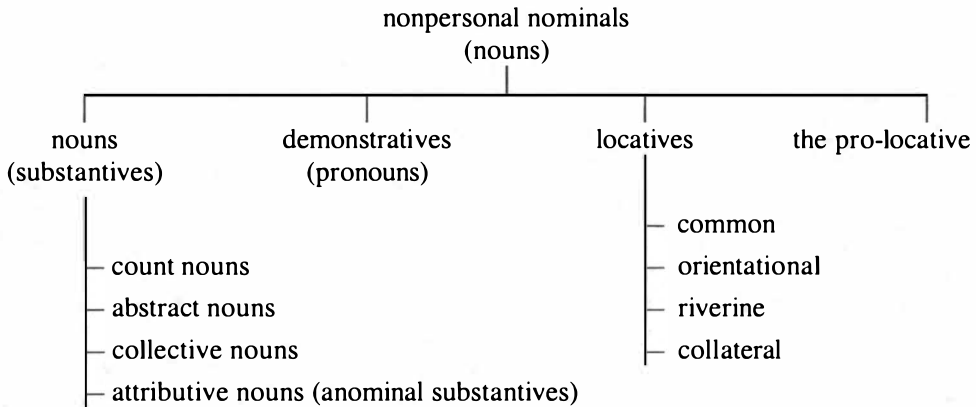 nonpersonal nominals
(nouns)
nouns
(substantives)
demonstratives
(pronouns)
locatives
the pro-locative
count nouns
abstract nouns
collective nouns
attributive nouns (anominal substantives)
common
orientational
riverine
collateral